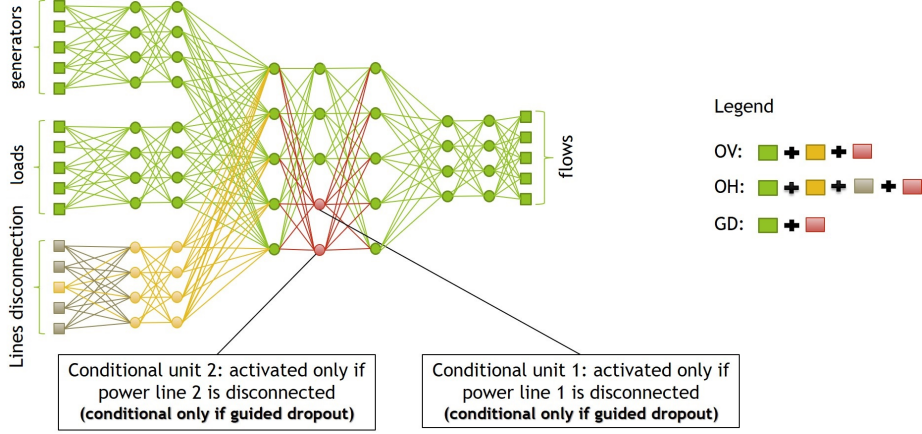 generators
loads
Lines disconnection
flows
Legend
OV:
OH:
GD:
Conditional unit 2: activated only if
power line 2 is disconnected
(conditional only if guided dropout)
Conditional unit 1: activated only if
power line 1 is disconnected
(conditional only if guided dropout)